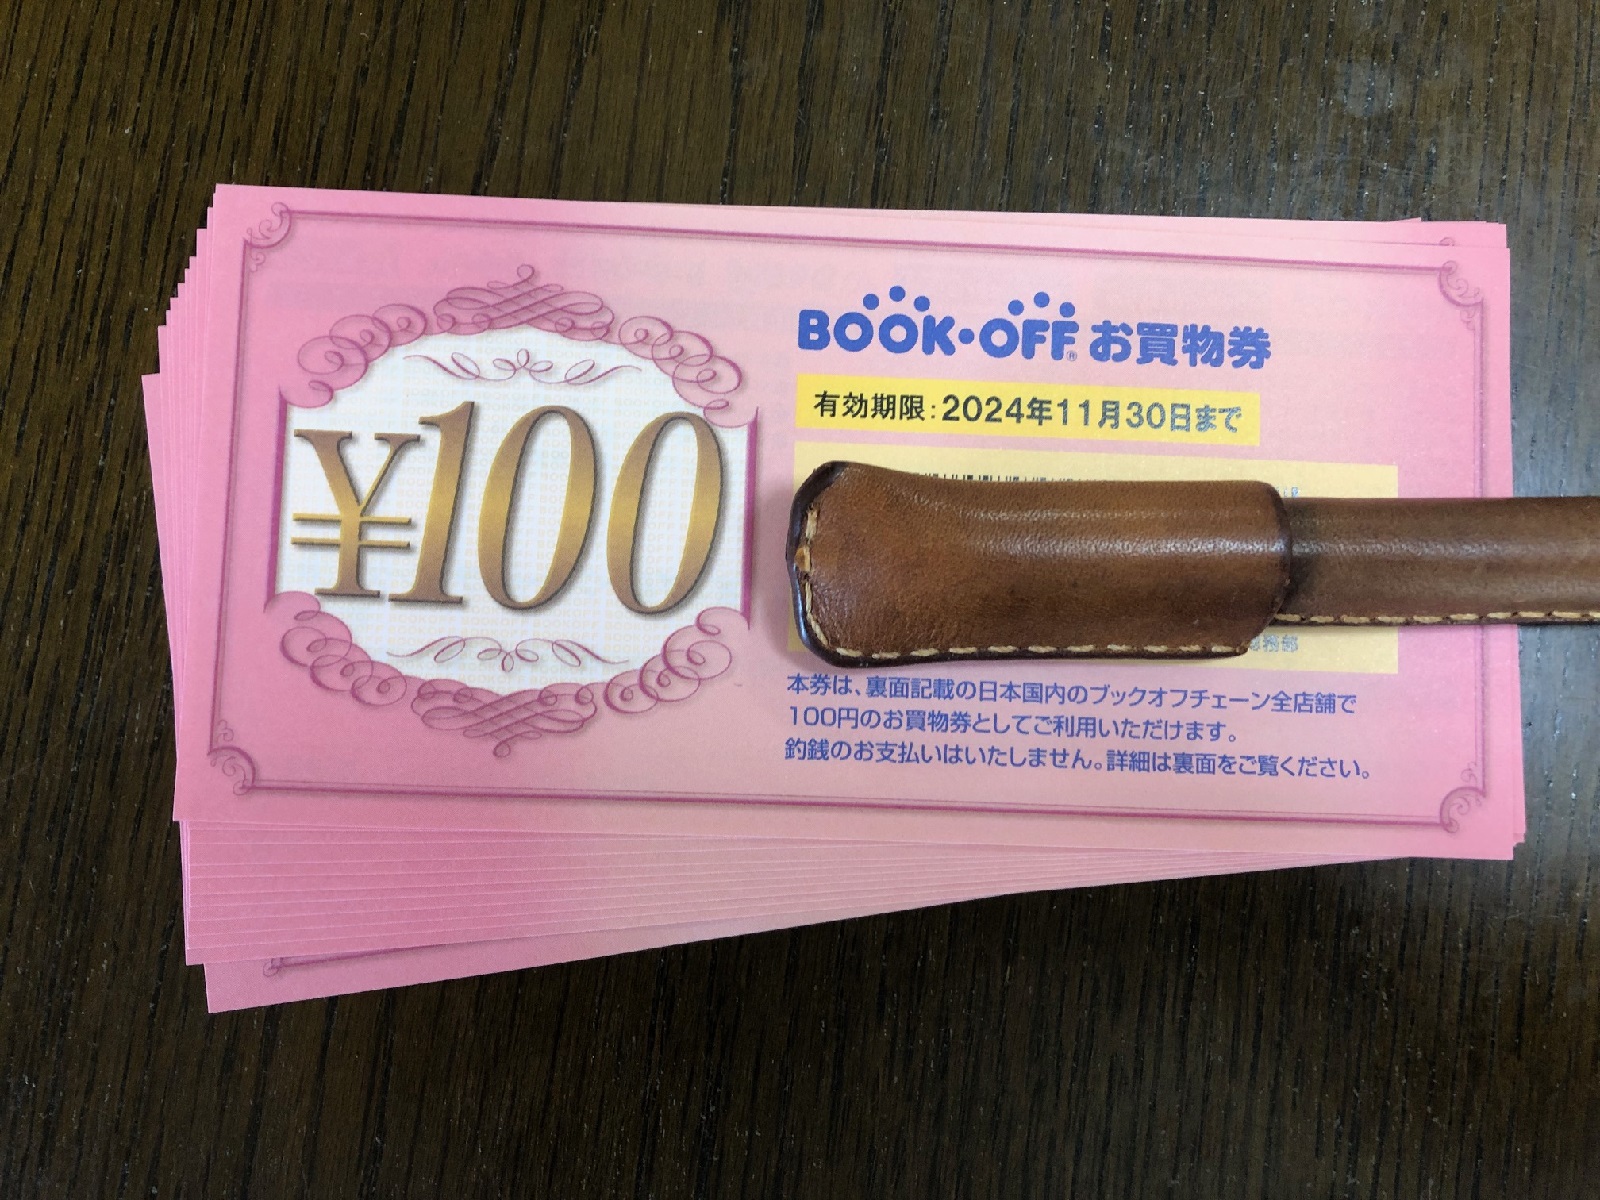 ¥100
BOOK・OFF® お買物券
有効期限:2024年11月30日まで
務部
本券は、裏面記載の日本国内のブックオフチェーン全店舗で
100円のお買物券としてご利用いただけます。
釣銭のお支払いはいたしません。詳細は裏面をご覧ください。